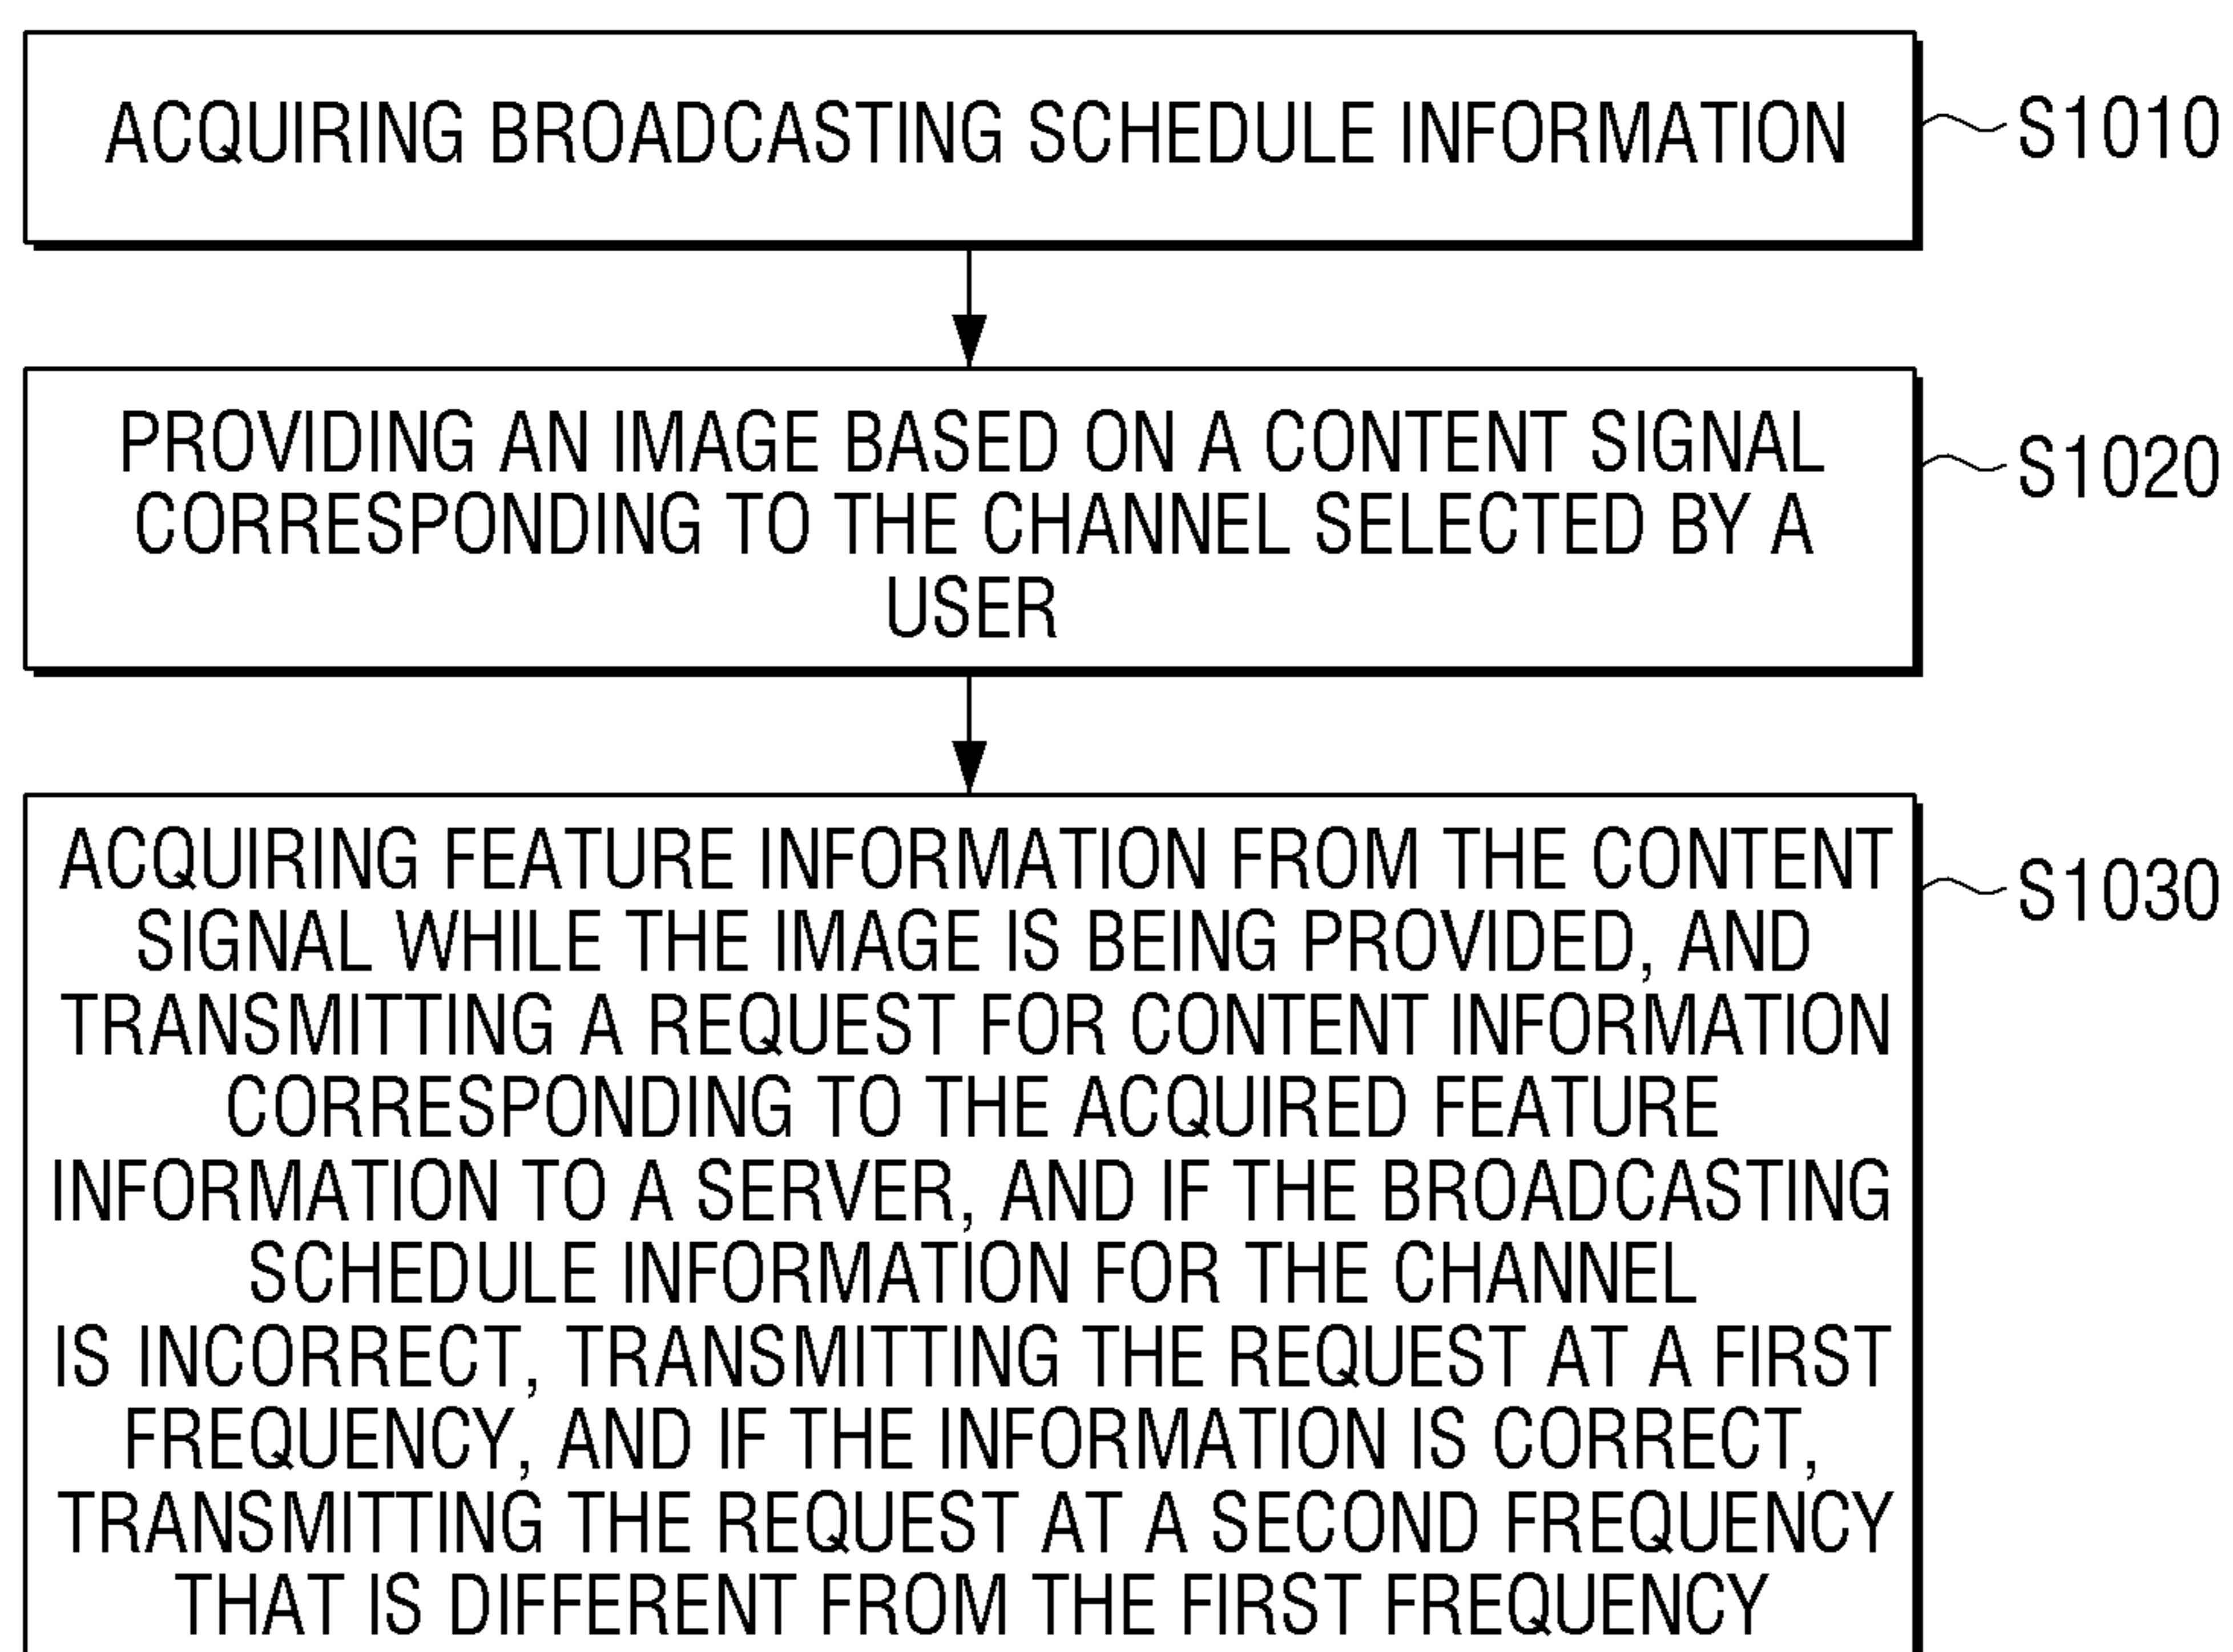 ACQUIRING BROADCASTING SCHEDULE INFORMATION
S1010
PROVIDING AN IMAGE BASED ON A CONTENT SIGNAL
CORRESPONDING TO THE CHANNEL SELECTED BY A
USER
S1020
ACQUIRING FEATURE INFORMATION FROM THE CONTENT
SIGNAL WHILE THE IMAGE IS BEING PROVIDED, AND
TRANSMITTING A REQUEST FOR CONTENT INFORMATION
CORRESPONDING TO THE ACQUIRED FEATURE
INFORMATION TO A SERVER, AND IF THE BROADCASTING
SCHEDULE INFORMATION FOR THE CHANNEL
IS INCORRECT, TRANSMITTING THE REQUEST AT A FIRST
FREQUENCY, AND IF THE INFORMATION IS CORRECT,
TRANSMITTING THE REQUEST AT A SECOND FREQUENCY
THAT IS DIFFERENT FROM THE FIRST FREQUENCY
S1030